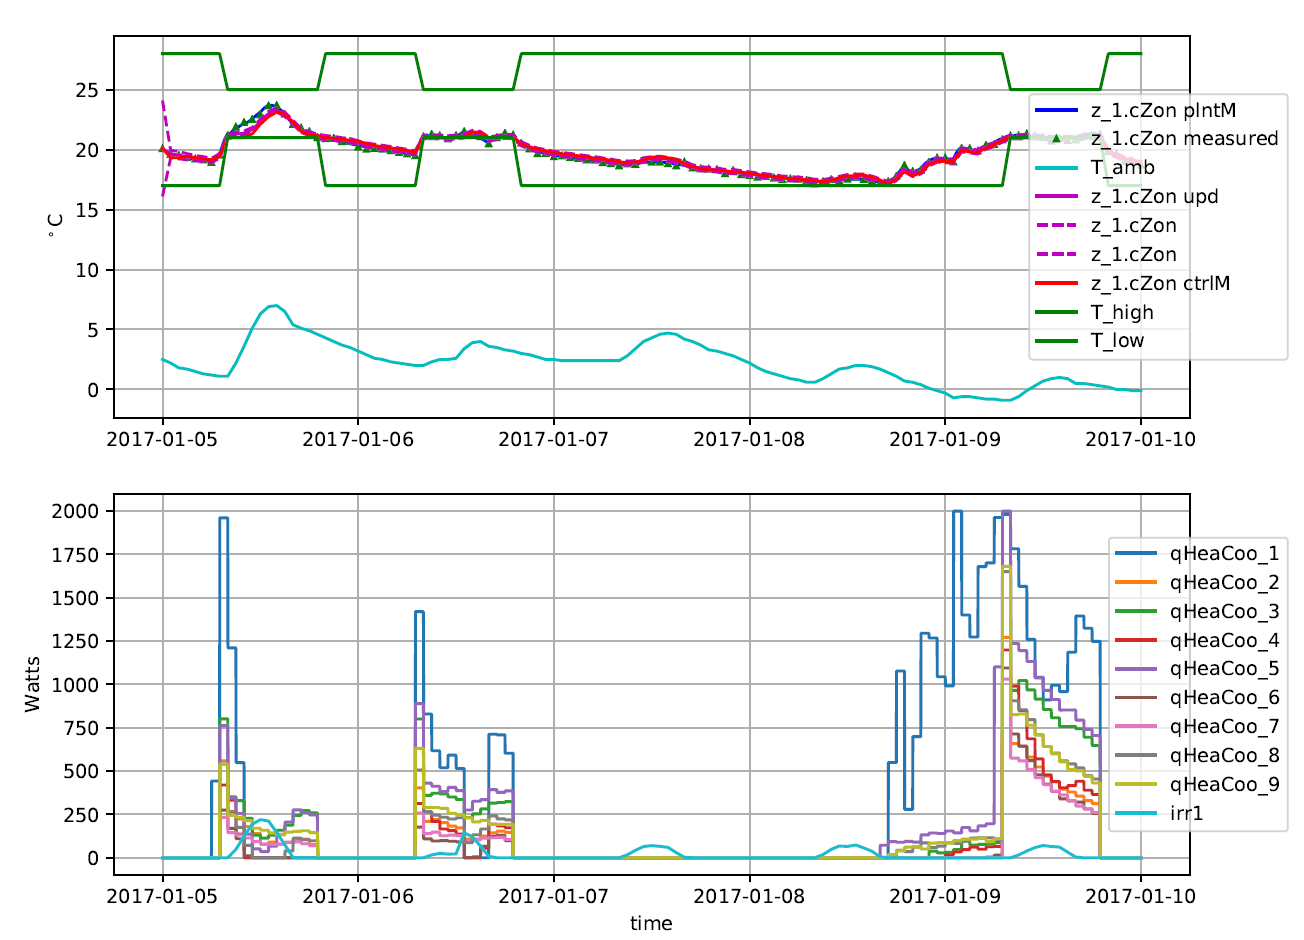 25
20
15
10
5
0
°C
z_1.cZon plntM
z_1.cZon measured
T_amb
z_1.cZon upd
z_1.cZon
z_1.cZon
z_1.cZon ctrlM
T_high
T_low
2017-01-05 2017-01-06 2017-01-07 2017-01-08 2017-01-09 2017-01-10
2000
1750
1500
1250
1000
750
500
250
0
Watts
qHeaCoo_1
qHeaCoo_2
qHeaCoo_3
qHeaCoo_4
qHeaCoo_5
qHeaCoo_6
qHeaCoo_7
qHeaCoo_8
qHeaCoo_9
irr1
2017-01-05 2017-01-06 2017-01-07 2017-01-08 2017-01-09 2017-01-10
time